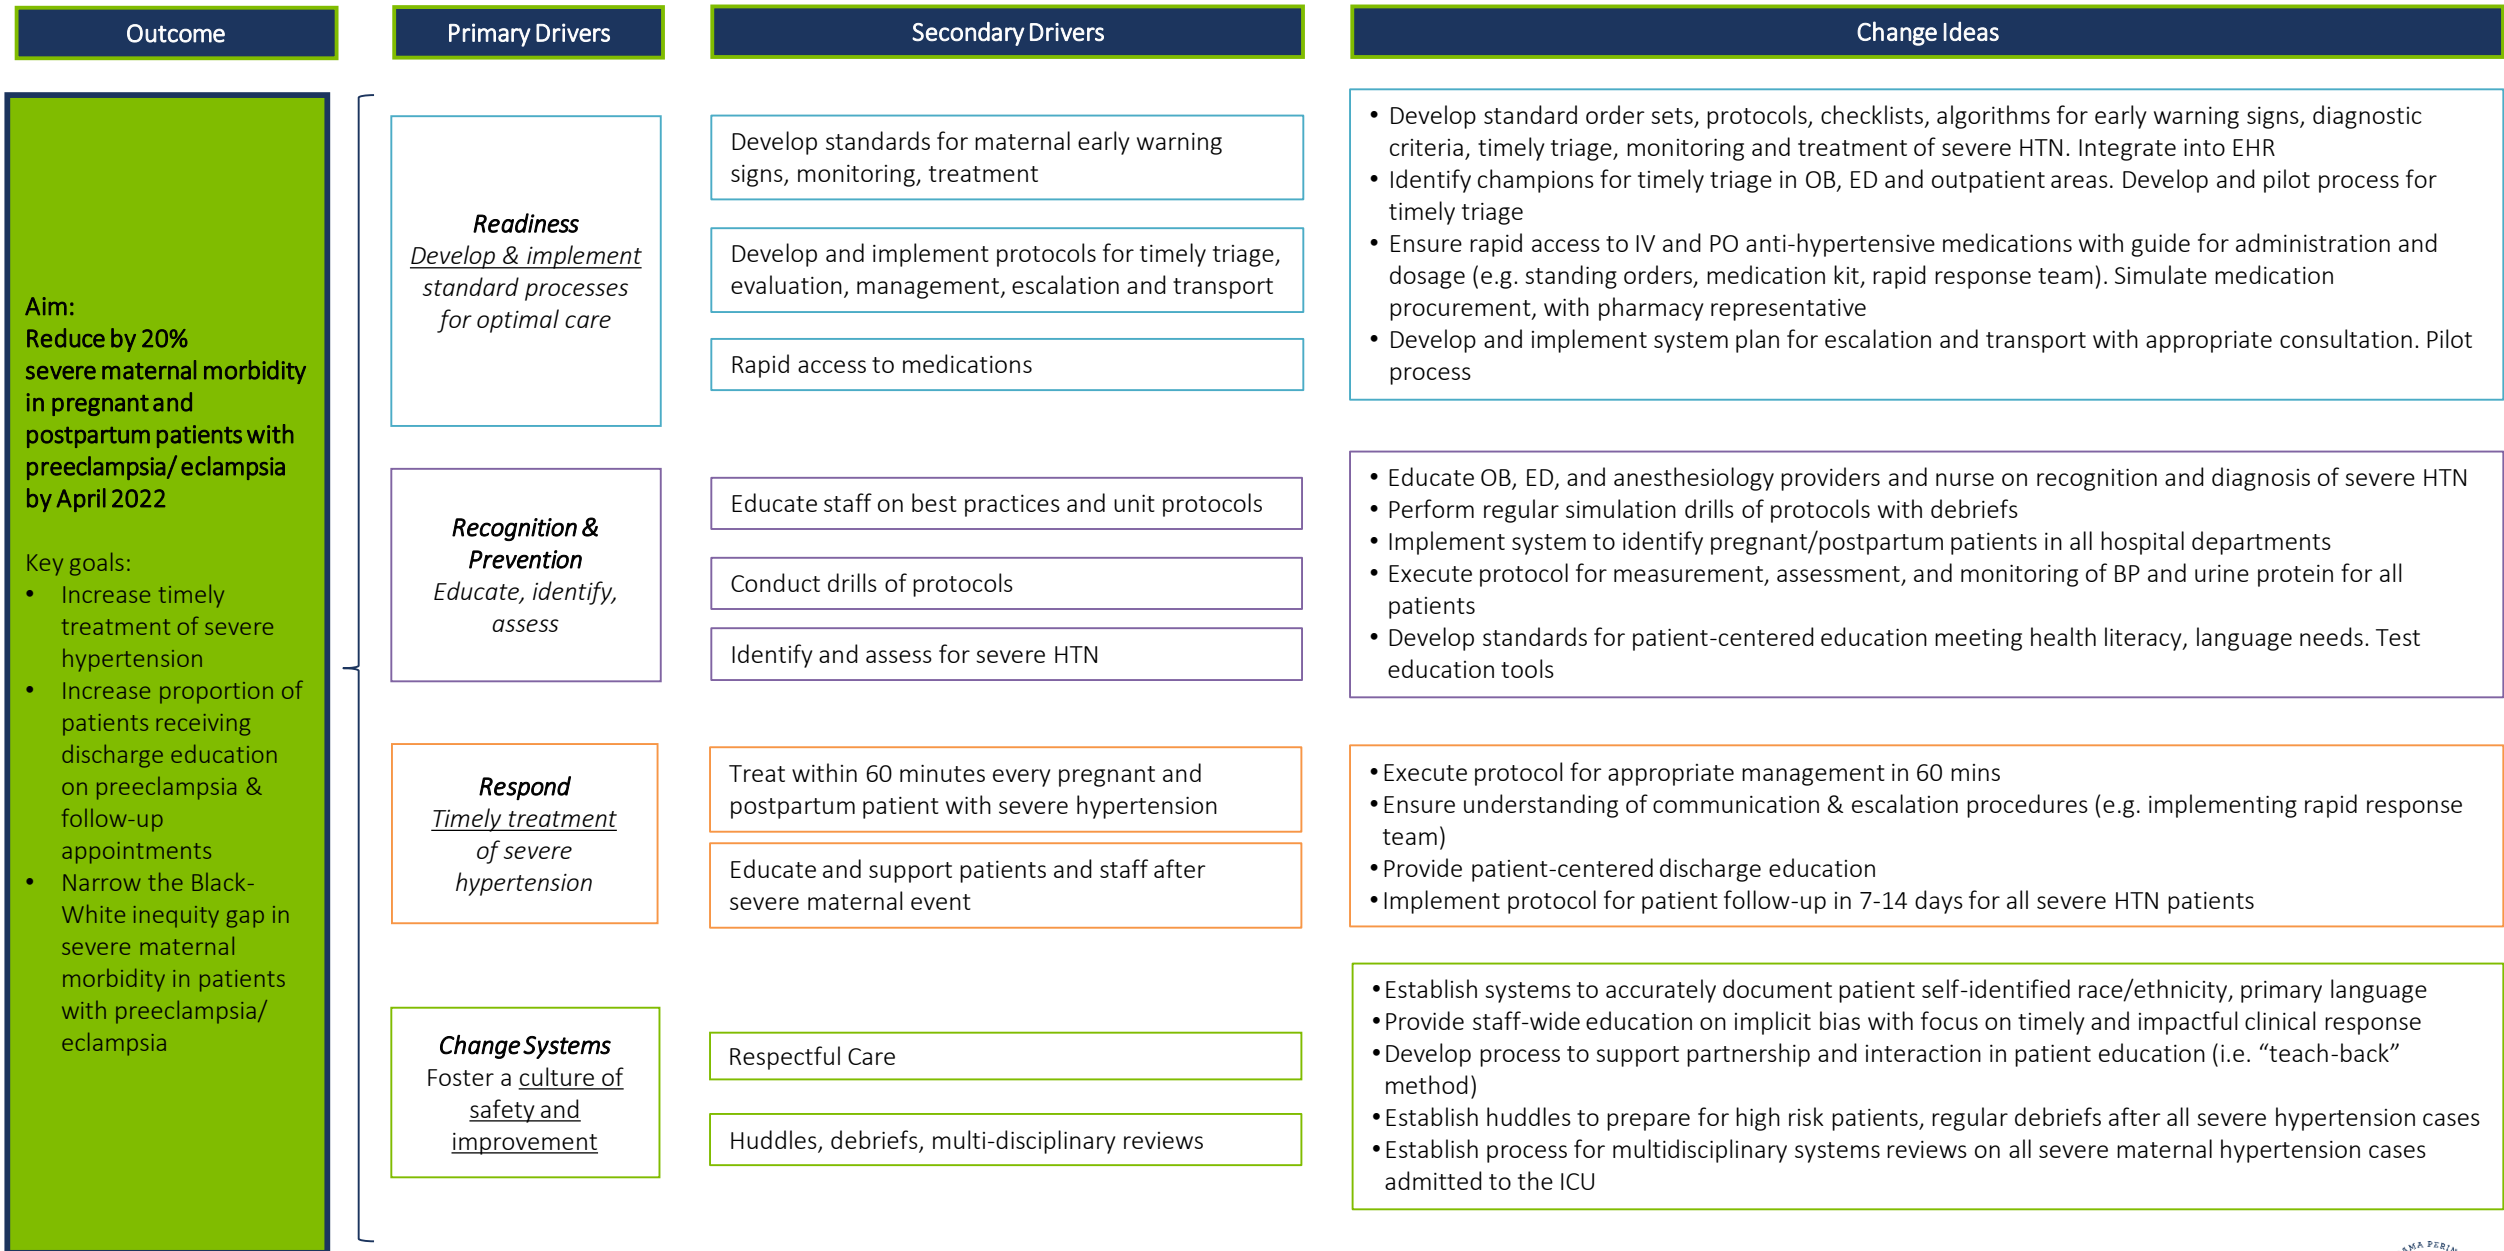 Outcome
Primary Drivers
Secondary Drivers
Change Ideas
Aim:
Reduce by 20%
severe maternal morbidity
in pregnant and
postpartum patients with
preeclampsia/ eclampsia
by April 2022
Key goals:
• Increase timely
treatment of severe
hypertension
• Increase proportion of
patients receiving
discharge education
on preeclampsia &
follow-up
appointments
• Narrow the Black-
White inequity gap in
severe maternal
morbidity in patients
with preeclampsia/
eclampsia
Readiness
Develop & implement
standard processes
for optimal care
Develop standards for maternal early warning
signs, monitoring, treatment
Develop and implement protocols for timely triage,
evaluation, management, escalation and transport
Rapid access to medications
• Develop standard order sets, protocols, checklists, algorithms for early warning signs, diagnostic
criteria, timely triage, monitoring and treatment of severe HTN. Integrate into EHR
• Identify champions for timely triage in OB, ED and outpatient areas. Develop and pilot process for
timely triage
• Ensure rapid access to IV and PO anti-hypertensive medications with guide for administration and
dosage (e.g. standing orders, medication kit, rapid response team). Simulate medication
procurement, with pharmacy representative
• Develop and implement system plan for escalation and transport with appropriate consultation. Pilot
process
Recognition &
Prevention
Educate, identify,
assess
Educate staff on best practices and unit protocols
Conduct drills of protocols
Identify and assess for severe HTN
• Educate OB, ED, and anesthesiology providers and nurse on recognition and diagnosis of severe HTN
• Perform regular simulation drills of protocols with debriefs
• Implement system to identify pregnant/postpartum patients in all hospital departments
• Execute protocol for measurement, assessment, and monitoring of BP and urine protein for all
patients
• Develop standards for patient-centered education meeting health literacy, language needs. Test
education tools
Respond
Timely treatment
of severe
hypertension
Treat within 60 minutes every pregnant and
postpartum patient with severe hypertension
Educate and support patients and staff after
severe maternal event
• Execute protocol for appropriate management in 60 mins
• Ensure understanding of communication & escalation procedures (e.g. implementing rapid response
team)
• Provide patient-centered discharge education
• Implement protocol for patient follow-up in 7-14 days for all severe HTN patients
Change Systems
Foster a culture of
safety and
improvement
Respectful Care
Huddles, debriefs, multi-disciplinary reviews
• Establish systems to accurately document patient self-identified race/ethnicity, primary language
• Provide staff-wide education on implicit bias with focus on timely and impactful clinical response
• Develop process to support partnership and interaction in patient education (i.e. “teach-back”
method)
• Establish huddles to prepare for high risk patients, regular debriefs after all severe hypertension cases
• Establish process for multidisciplinary systems reviews on all severe maternal hypertension cases
admitted to the ICU